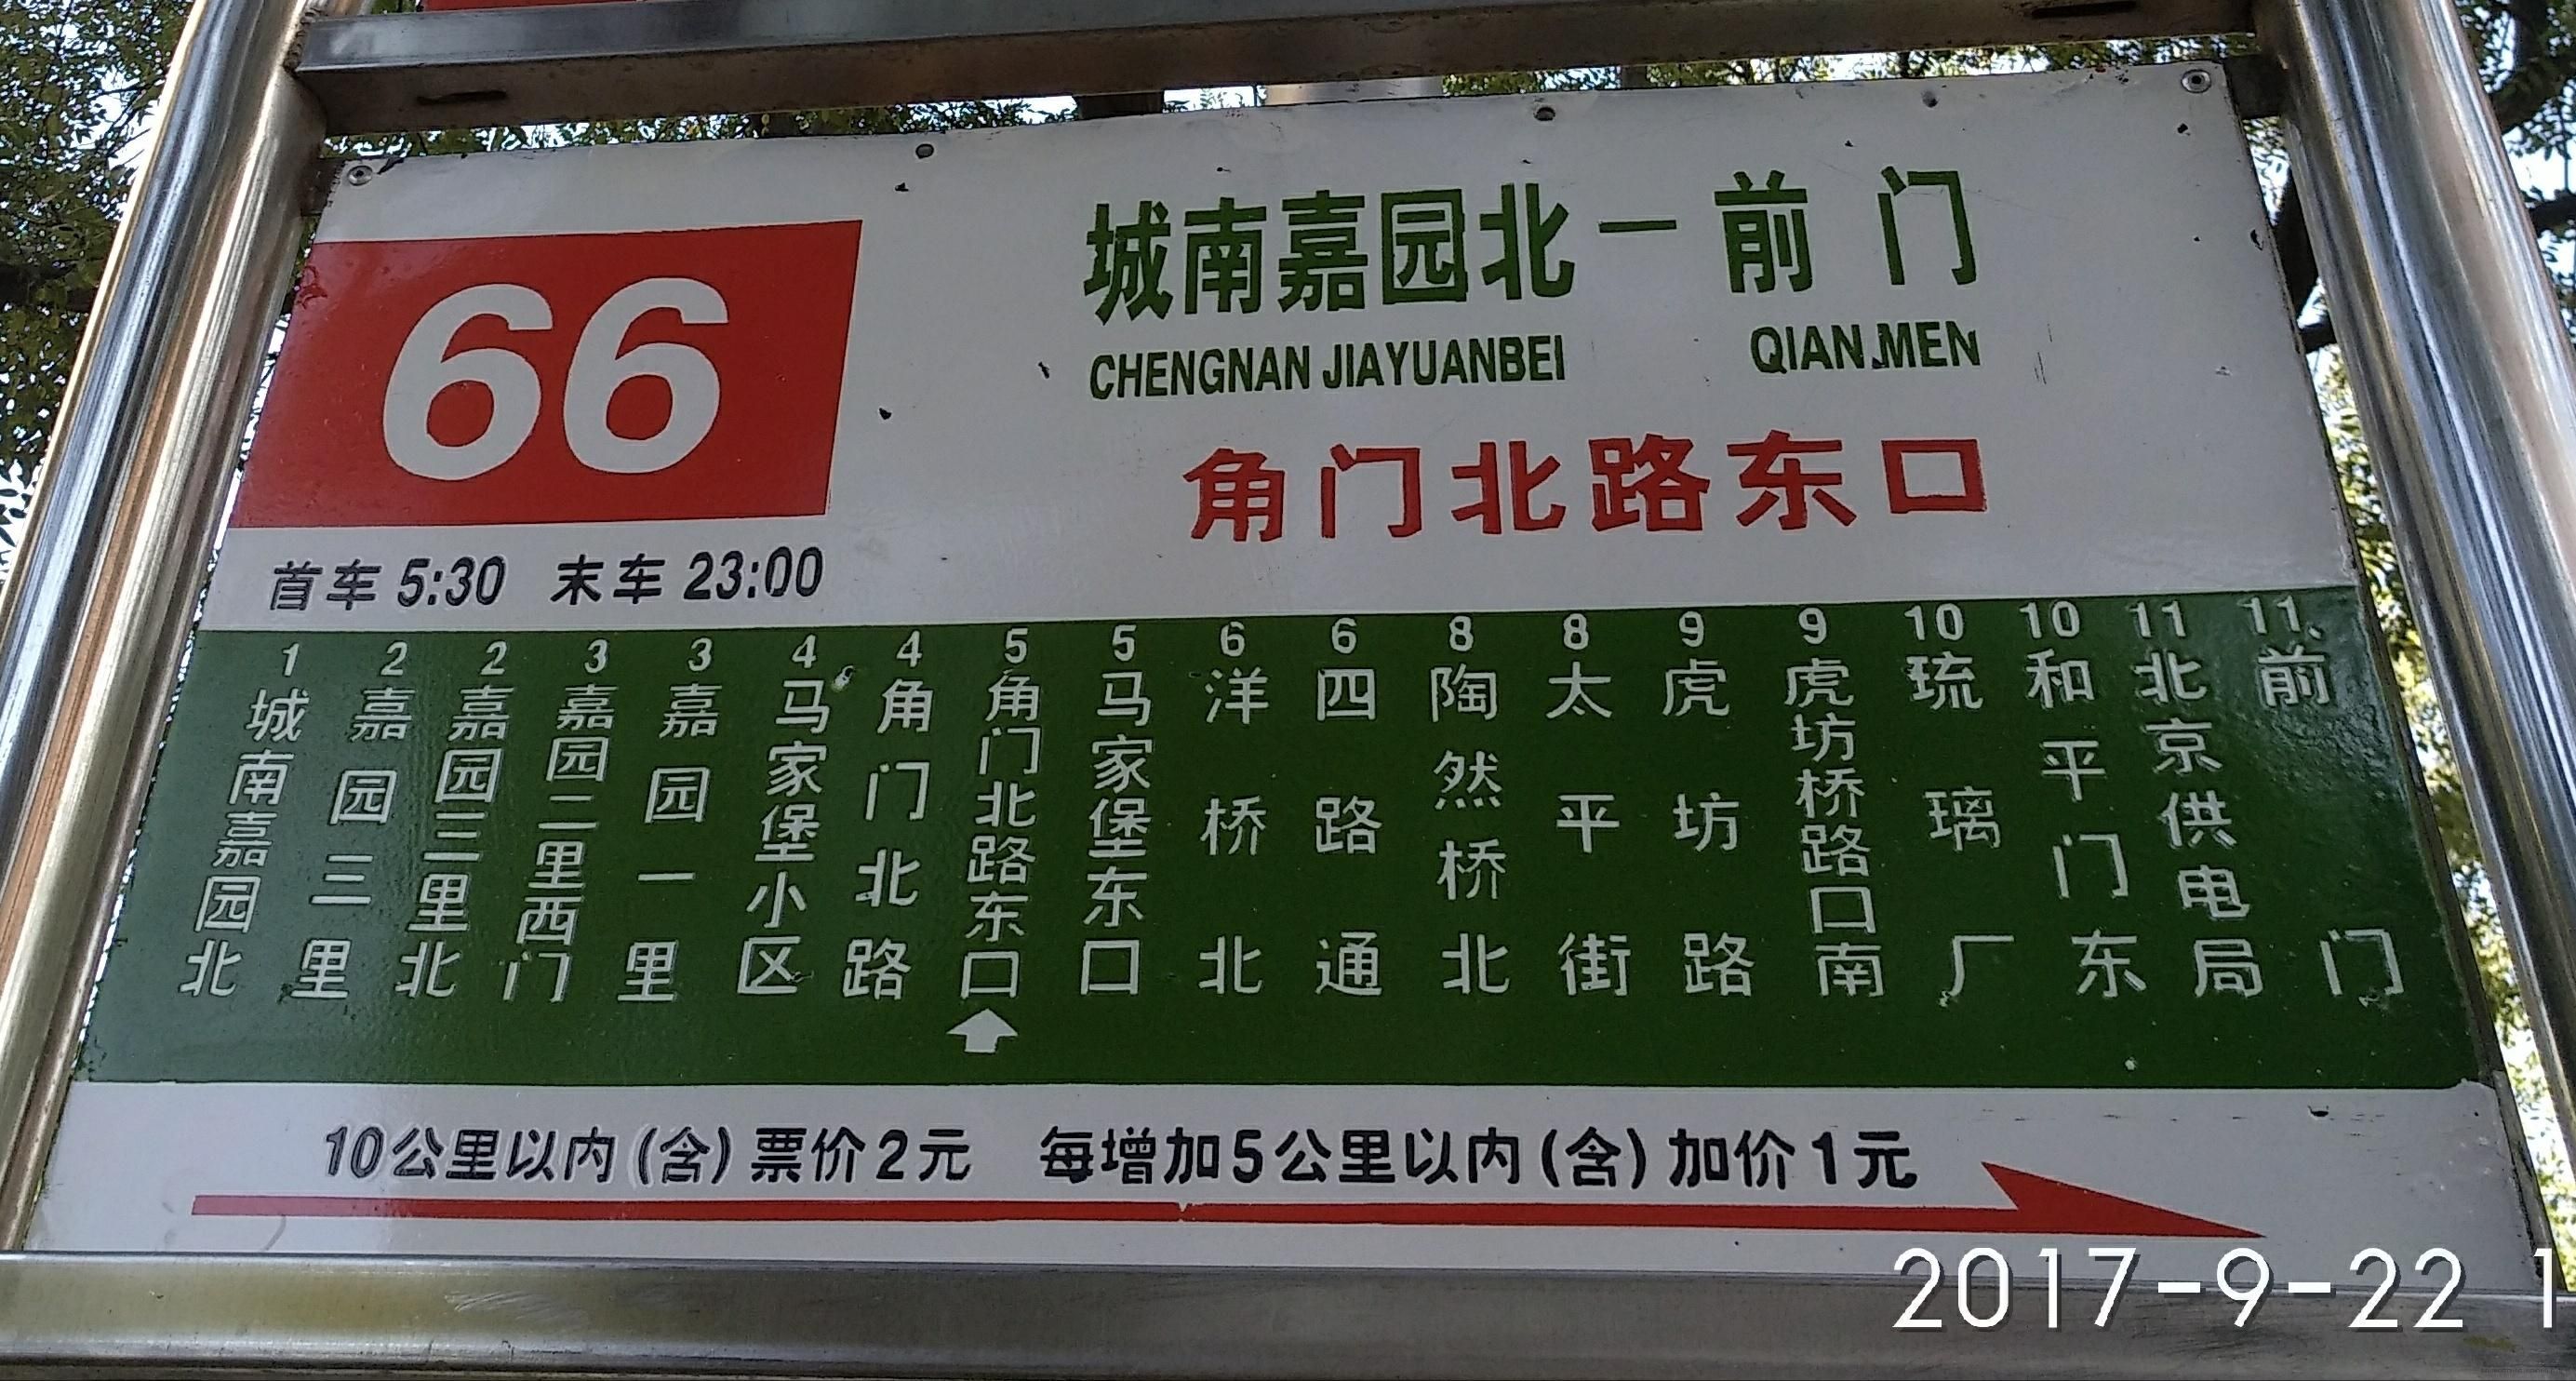 66
城南嘉园北—前门
CHENGNAN JIAYUANBEI QIAN MEN
角门北路东口
首车 5:30 末车 23:00
1 城南嘉园北
2 嘉园三里
2 嘉园三里北
3 嘉园二里西门
3 嘉园一里
4 马家堡小区
4 角门北路
5 角门北路东口
5 马家堡东口
6 洋桥北
6 四路通
8 陶然桥北
8 太平街
9 虎坊路
9 虎坊桥路口南
10 琉璃厂
10 和平门东
11 北京供电局
11 前门
10公里以内(含)票价2元 每增加5公里以内(含)加价1元
2017-9-22 1